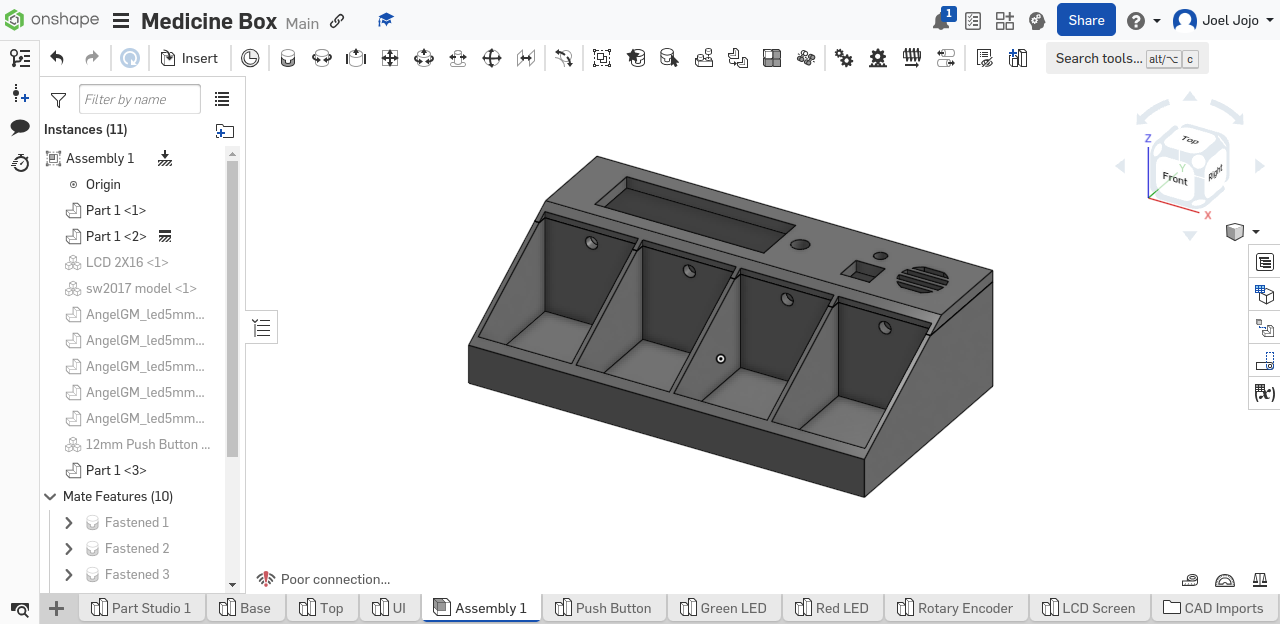 onshape Medicine Box Main 1 Share Joel Jojo
Insert Search tools... alt/⌥ c
Filter by name
Instances (11)
Assembly 1
Origin
Part 1 <1>
Part 1 <2>
LCD 2X16 <1>
sw2017 model <1>
AngelGM_led5mm...
AngelGM_led5mm...
AngelGM_led5mm...
AngelGM_led5mm...
AngelGM_led5mm...
12mm Push Button ...
Part 1 <3>
Mate Features (10)
Fastened 1
Fastened 2
Fastened 3
Z
Top
Y
Front
Right
X
(x)
Poor connection...
Part Studio 1 Base Top UI Assembly 1 Push Button Green LED Red LED Rotary Encoder LCD Screen CAD Imports